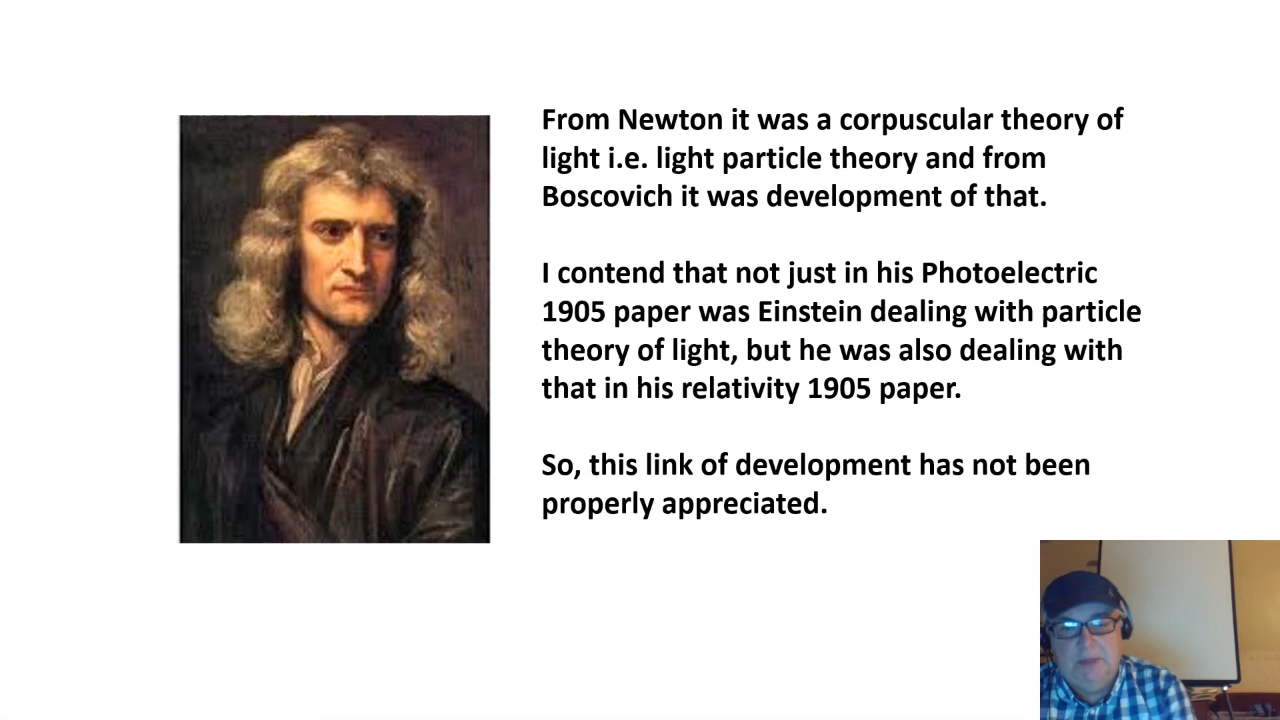 From Newton it was a corpuscular theory of
light i.e. light particle theory and from
Boscovich it was development of that.
I contend that not just in his Photoelectric
1905 paper was Einstein dealing with particle
theory of light, but he was also dealing with
that in his relativity 1905 paper.
So, this link of development has not been
properly appreciated.